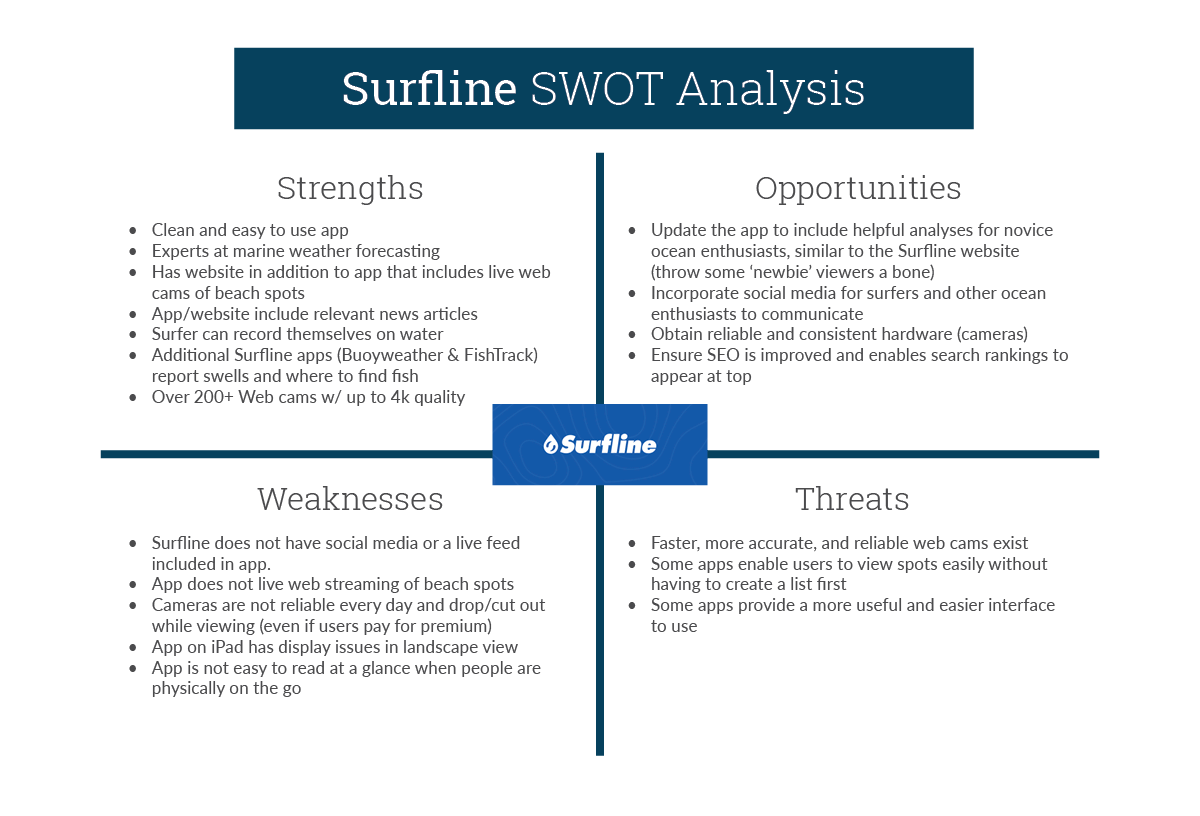 Surfline SWOT Analysis
Strengths
• Clean and easy to use app
• Experts at marine weather forecasting
• Has website in addition to app that includes live web
cams of beach spots
• App/website include relevant news articles
• Surfer can record themselves on water
• Additional Surfline apps (Buoyweather & FishTrack)
report swells and where to find fish
• Over 200+ Web cams w/ up to 4k quality
Opportunities
• Update the app to include helpful analyses for novice
ocean enthusiasts, similar to the Surfline website
(throw some ‘newbie’ viewers a bone)
• Incorporate social media for surfers and other ocean
enthusiasts to communicate
• Obtain reliable and consistent hardware (cameras)
• Ensure SEO is improved and enables search rankings to
appear at top
Surfline
Weaknesses
• Surfline does not have social media or a live feed
included in app.
• App does not live web streaming of beach spots
• Cameras are not reliable every day and drop/cut out
while viewing (even if users pay for premium)
• App on iPad has display issues in landscape view
• App is not easy to read at a glance when people are
physically on the go
Threats
• Faster, more accurate, and reliable web cams exist
• Some apps enable users to view spots easily without
having to create a list first
• Some apps provide a more useful and easier interface
to use